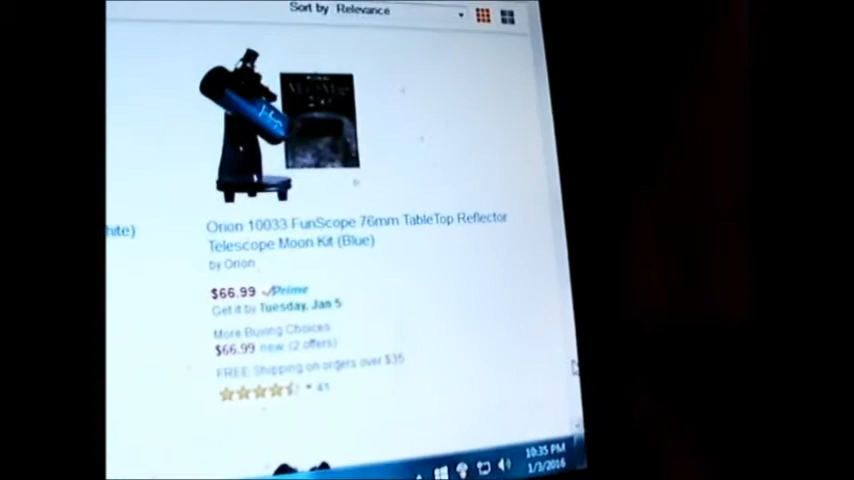 Sort by Relevance
hite)
Orion 10033 FunScope 76mm TableTop Reflector
Telescope Moon Kit (Blue)
by Orion
$66.99 Prime
Get it by Tuesday, Jan 5
More Buying Choices
$66.99 new (2 offers)
FREE Shipping on orders over $35
41
10:35 PM
1/3/2016